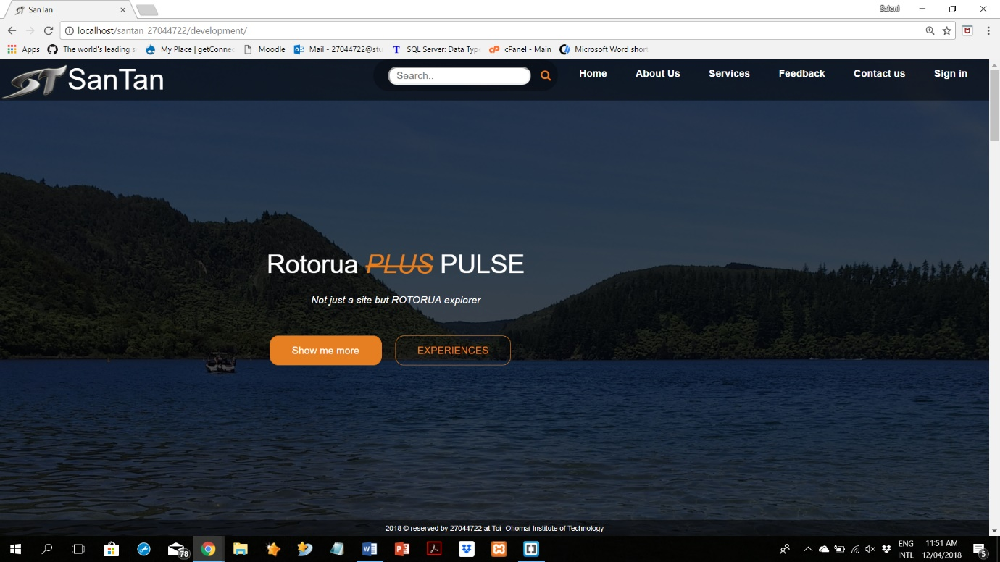 SanTan
Saloni
localhost/santan_27044722/development/
Apps The world's leading s My Place | getConnec Moodle Mail - 27044722@stu SQL Server: Data Type cPanel - Main Microsoft Word short
ST SanTan Search.. Home About Us Services Feedback Contact us Sign in
Rotorua PLUS PULSE
Not just a site but ROTORUA explorer
Show me more EXPERIENCES
2018 © reserved by 27044722 at Toi -Ohomai Institute of Technology
78
ENG 11:51 AM
INTL 12/04/2018 5